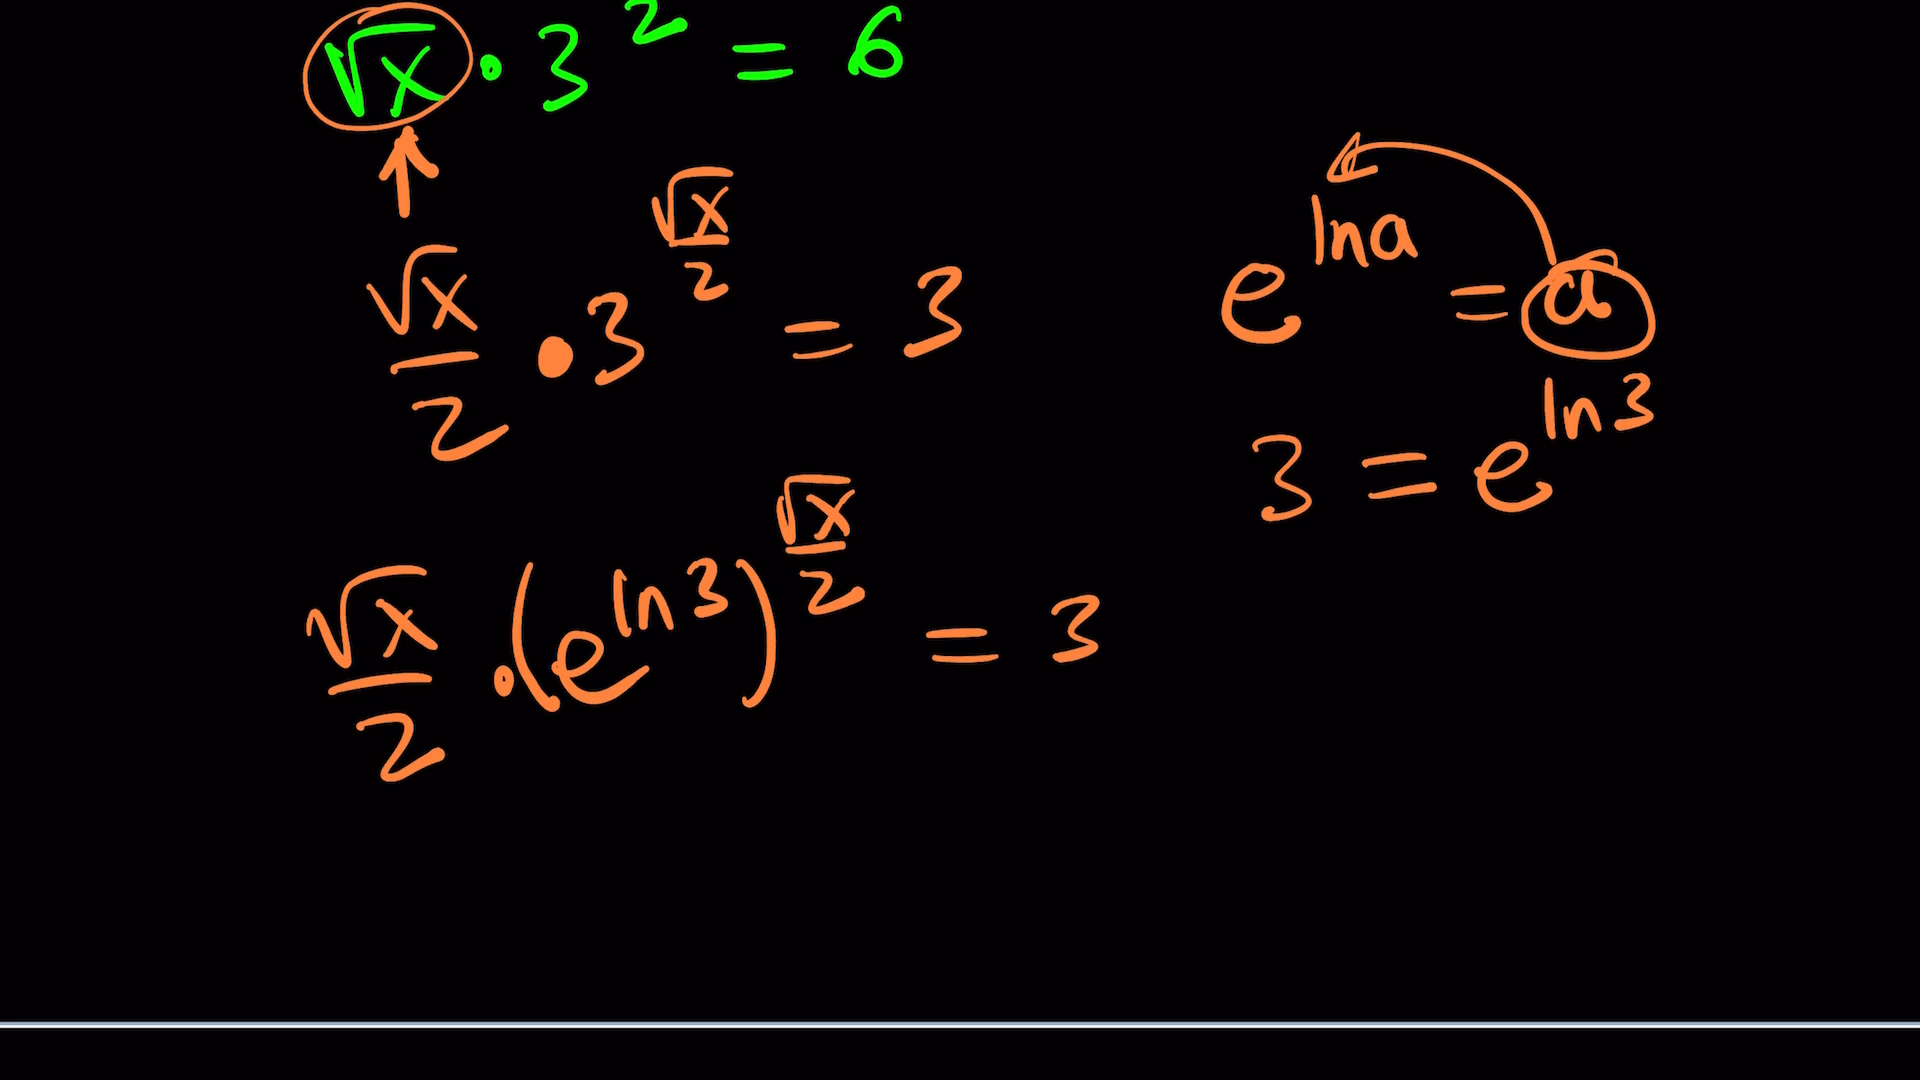 √x · 3^2 = 6
√x/2 · 3^(√x/2) = 3
e^(ln a) = a
3 = e^(ln 3)
√x/2 · (e^(ln 3))^(√x/2) = 3